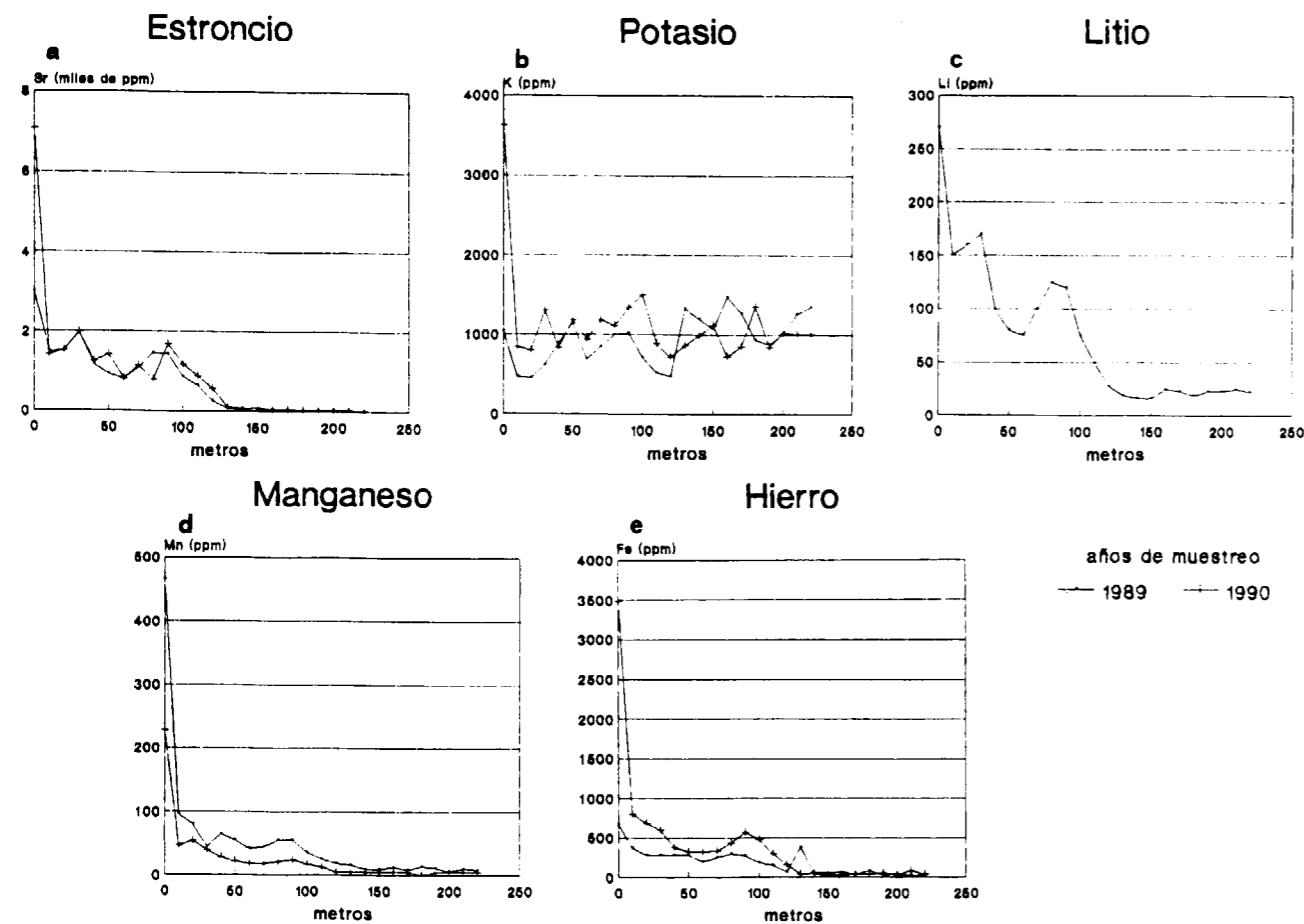 Estroncio
a
Sr (miles de ppm)
8
6
4
2
0
0 50 100 150 200 250
metros
Potasio
b
K (ppm)
4000
3000
2000
1000
0
0 50 100 150 200 250
metros
Litio
c
Li (ppm)
300
250
200
150
100
50
0
0 50 100 150 200 250
metros
Manganeso
d
Mn (ppm)
500
400
300
200
100
0
0 50 100 150 200 250
metros
Hierro
e
Fe (ppm)
4000
3500
3000
2500
2000
1500
1000
500
0
0 50 100 150 200 250
metros
años de muestreo
1989 1990